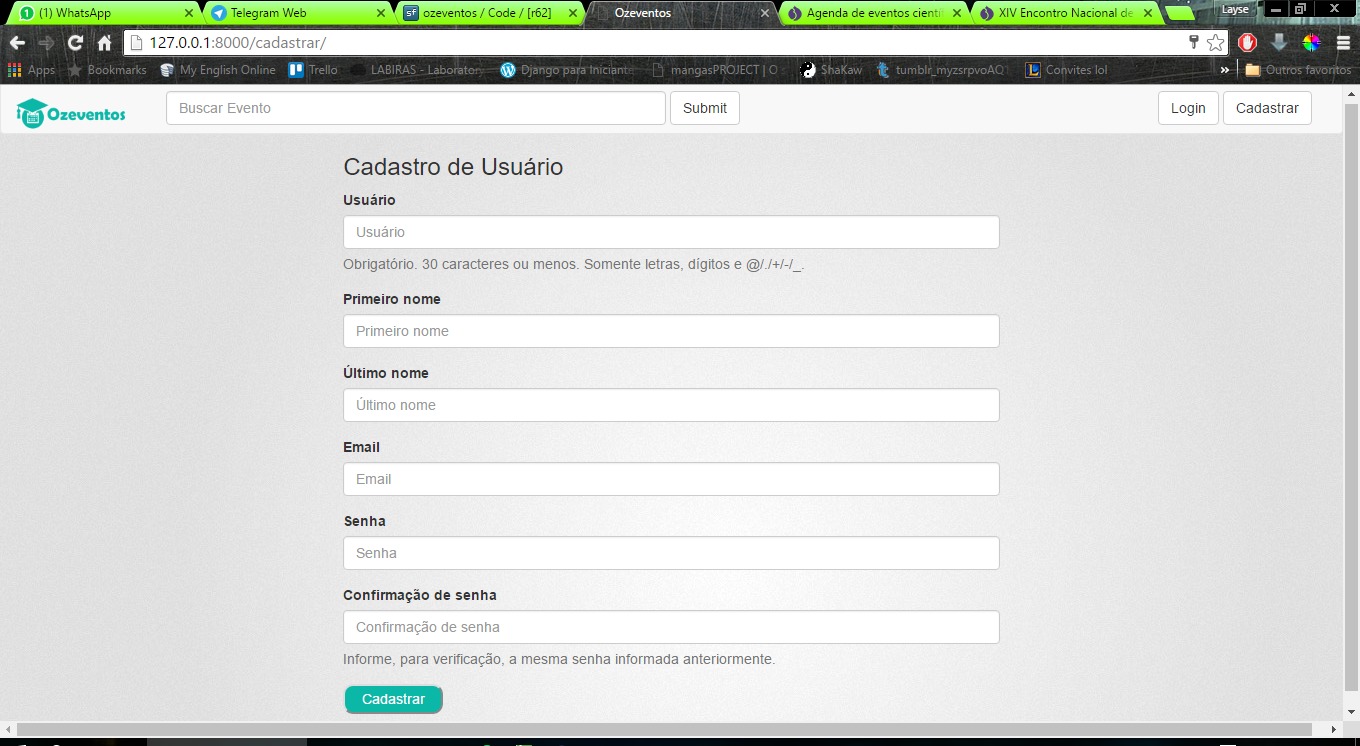 (1) WhatsApp
Telegram Web
sf ozeventos / Code / [r62]
Ozeventos
Agenda de eventos cientí
XIV Encontro Nacional de
Layse
127.0.0.1:8000/cadastrar/
Apps
Bookmarks
My English Online
Trello
LABIRAS - Laborator
Django para Iniciant
mangasPROJECT | O
ShaKaw
tumblr_myzsrpvoAQ1
Convites lol
»
Outros favoritos
Ozeventos
Buscar Evento
Submit
Login
Cadastrar
Cadastro de Usuário
Usuário
Usuário
Obrigatório. 30 caracteres ou menos. Somente letras, dígitos e @/./+/-/_.
Primeiro nome
Primeiro nome
Último nome
Último nome
Email
Email
Senha
Senha
Confirmação de senha
Confirmação de senha
Informe, para verificação, a mesma senha informada anteriormente.
Cadastrar